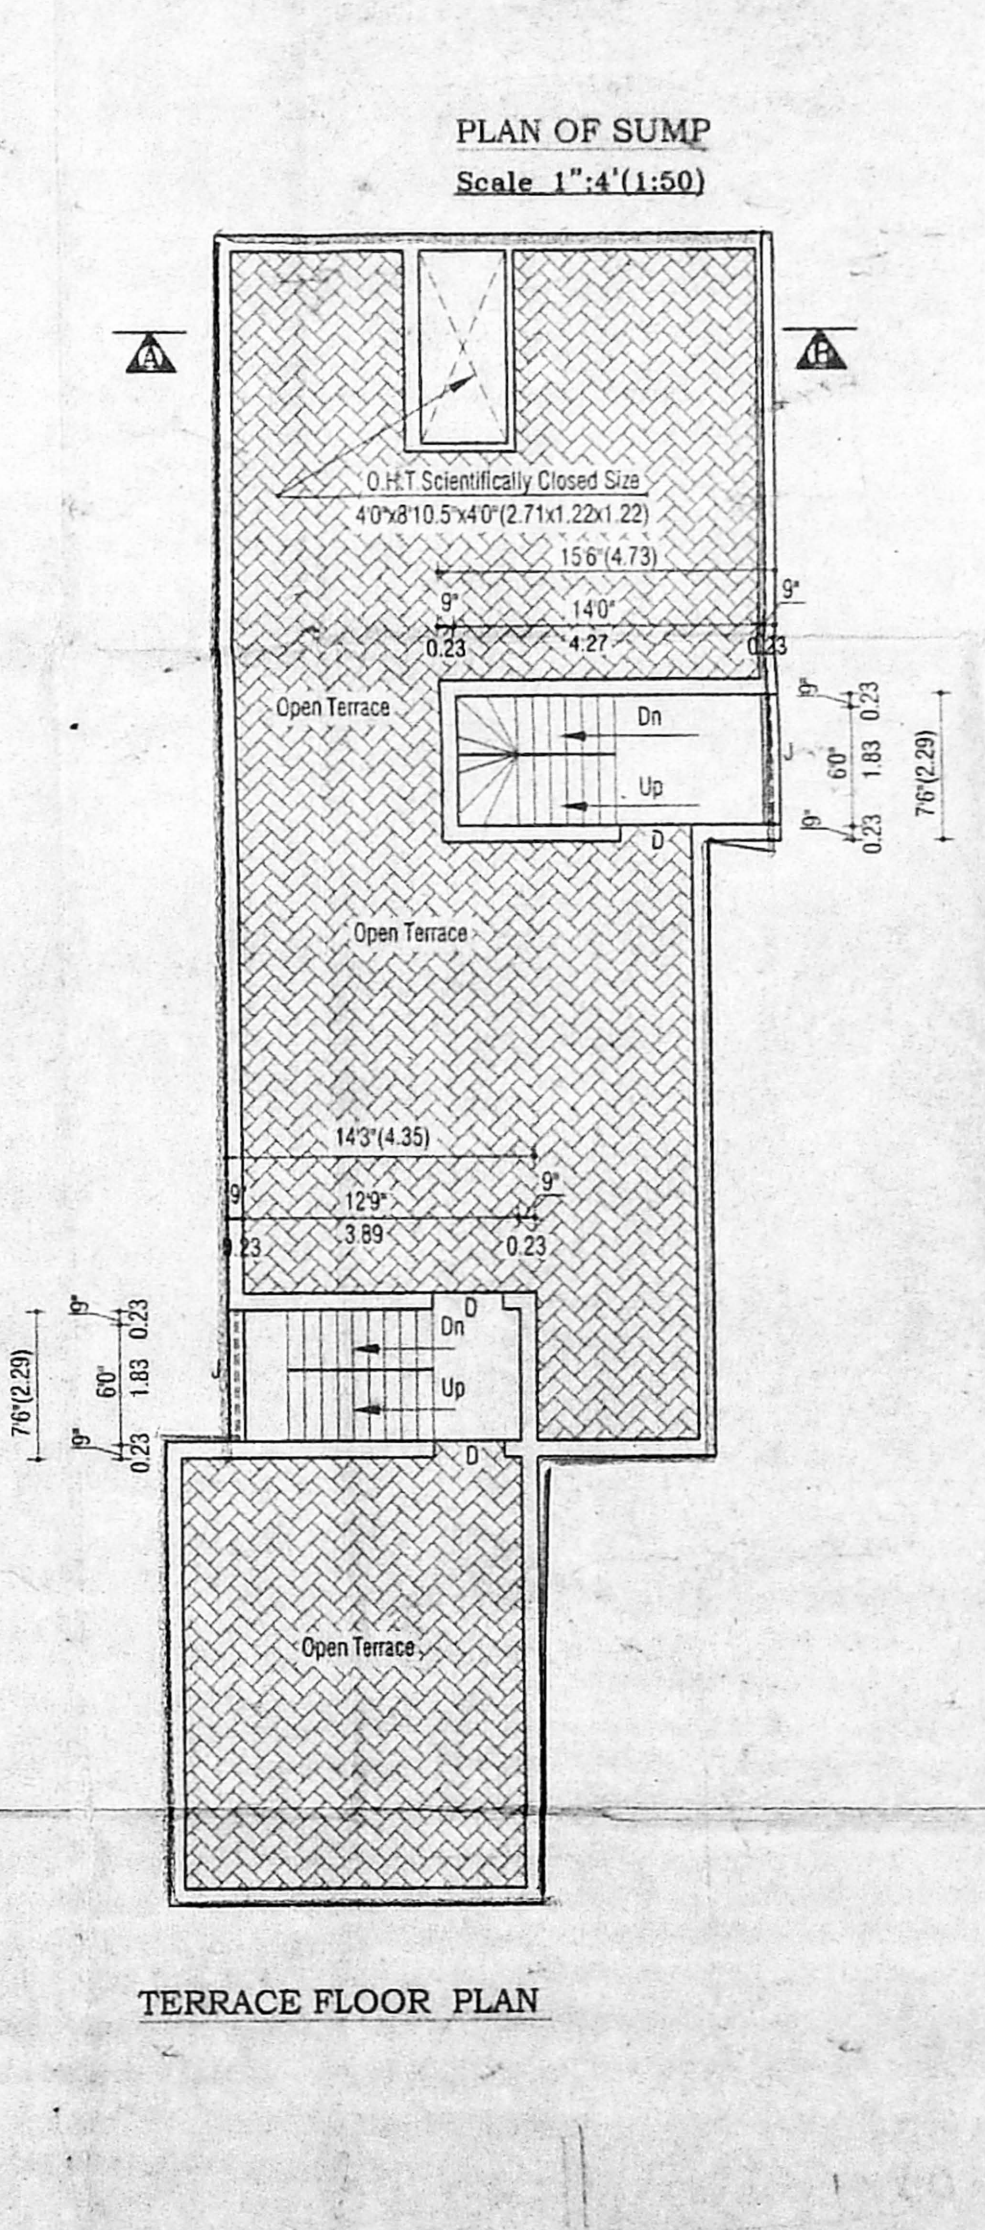 PLAN OF SUMP
Scale 1":4'(1:50)
A
B
O.H.T.Scientifically Closed Size
4'0"x8'10.5"x4'0"(2.71x1.22x1.22)
15'6"(4.73)
9"
9"
14'0"
0.23
4.27
0.23
Open Terrace
Dn
Up
D
J
9"
0.23
6'0"
1.83
7'6"(2.29)
9"
0.23
Open Terrace
14'3"(4.35)
9"
9"
12'9"
0.23
3.89
0.23
D
Dn
Up
D
J
9"
0.23
6'0"
1.83
7'6"(2.29)
9"
0.23
Open Terrace
TERRACE FLOOR PLAN